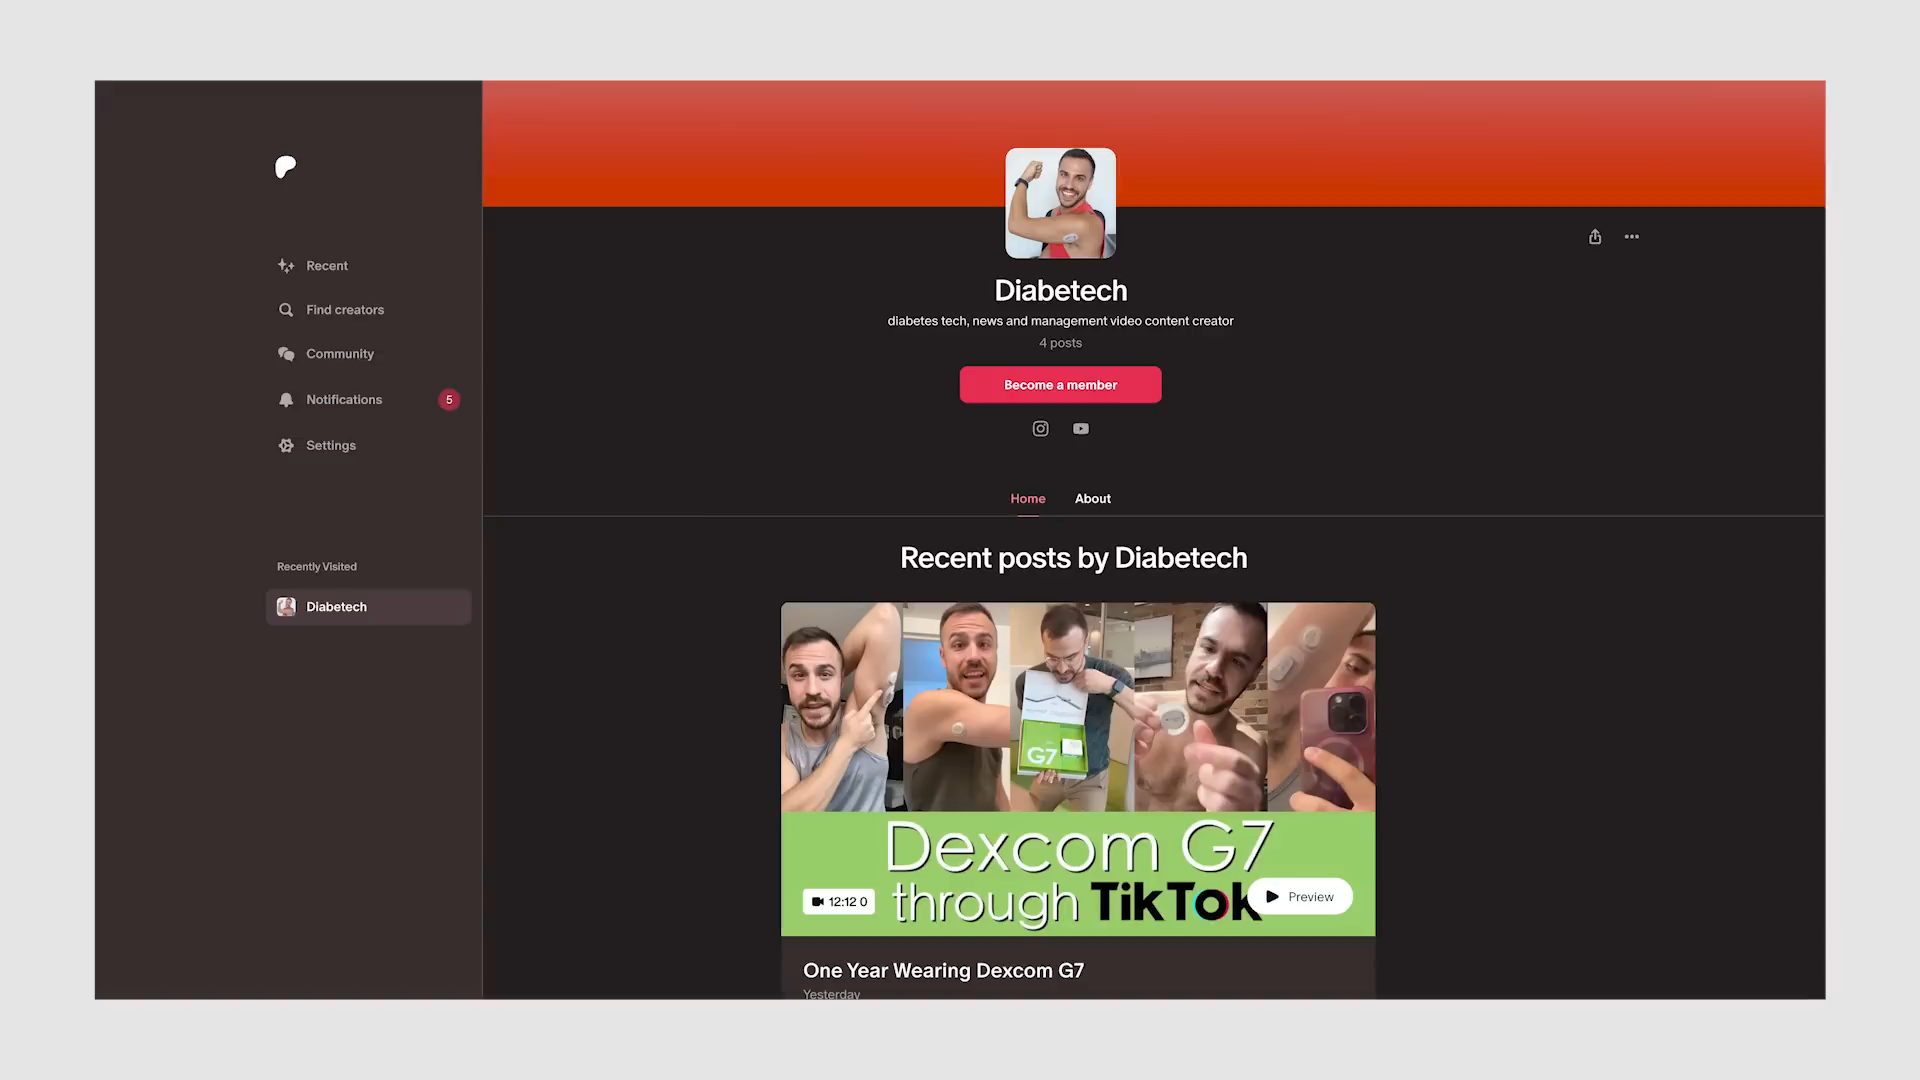 Recent
Find creators
Community
Notifications
5
Settings
Recently Visited
Diabetech
Diabetech
diabetes tech, news and management video content creator
4 posts
Become a member
Home
About
Recent posts by Diabetech
G7
Dexcom G7
through TikTok
12:12 0
Preview
One Year Wearing Dexcom G7
Yesterday